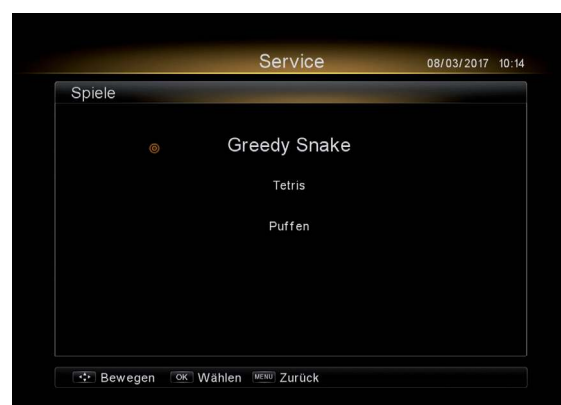 Service 08/03/2017 10:14
Spiele
Greedy Snake
Tetris
Puffen
Bewegen OK Wählen MENU Zurück